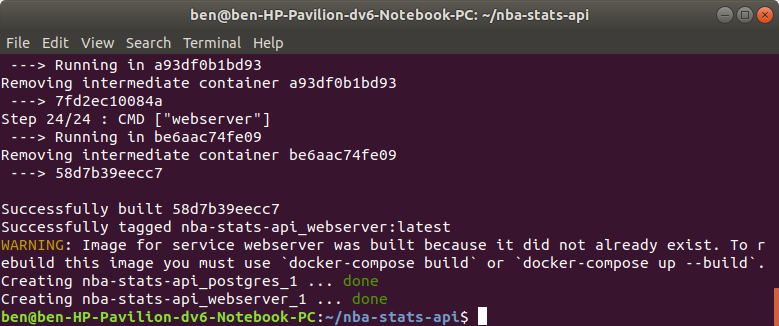 ben@ben-HP-Pavilion-dv6-Notebook-PC: ~/nba-stats-api
File Edit View Search Terminal Help
 ---> Running in a93df0b1bd93
Removing intermediate container a93df0b1bd93
 ---> 7fd2ec10084a
Step 24/24 : CMD ["webserver"]
 ---> Running in be6aac74fe09
Removing intermediate container be6aac74fe09
 ---> 58d7b39eecc7
Successfully built 58d7b39eecc7
Successfully tagged nba-stats-api_webserver:latest
WARNING: Image for service webserver was built because it did not already exist. To r
ebuild this image you must use `docker-compose build` or `docker-compose up --build`.
Creating nba-stats-api_postgres_1 ... done
Creating nba-stats-api_webserver_1 ... done
ben@ben-HP-Pavilion-dv6-Notebook-PC:~/nba-stats-api$